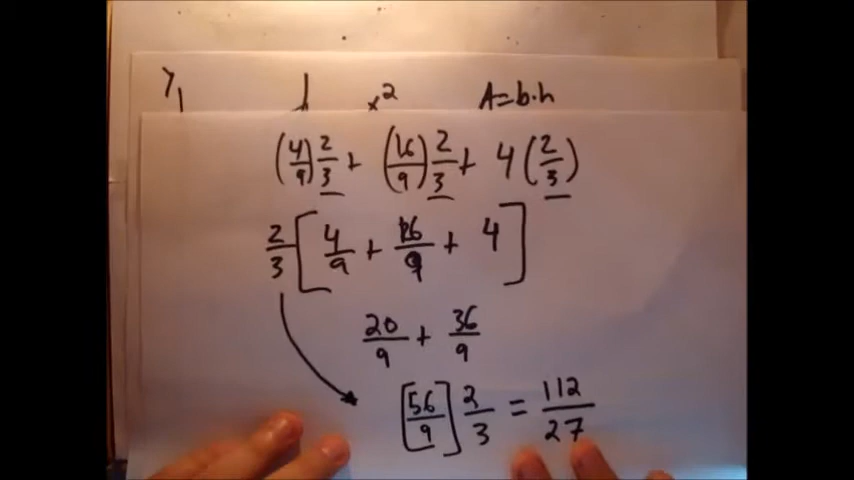 y x² A=b·h
(4/9) 2/3 + (16/9) 2/3 + 4 (2/3)
2/3 [4/9 + 16/9 + 4]
20/9 + 36/9
[56/9] 2/3 = 112/27